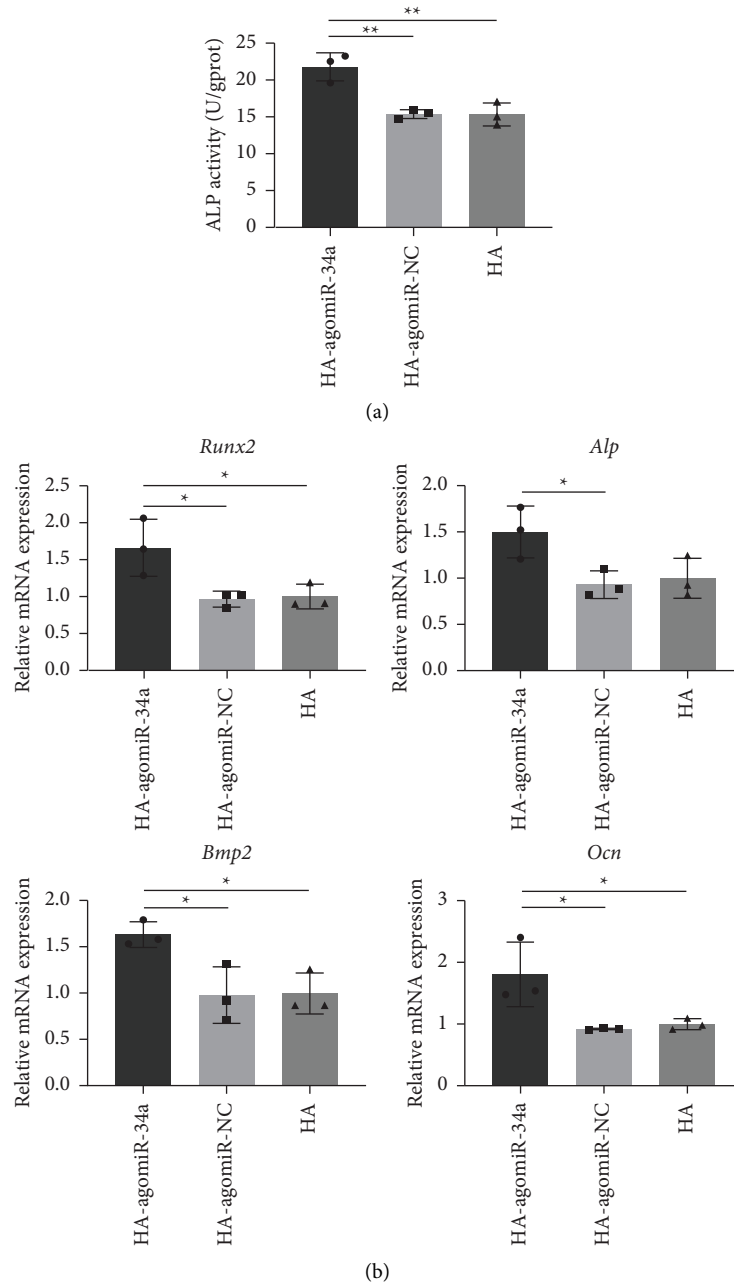 **
**
25
20
15
10
5
0
ALP activity (U/gprot)
HA-agomiR-34a
HA-agomiR-NC
HA
(a)
Runx2
*
*
2.5
2.0
1.5
1.0
0.5
0.0
Relative mRNA expression
HA-agomiR-34a
HA-agomiR-NC
HA
Alp
*
2.0
1.5
1.0
0.5
0.0
Relative mRNA expression
HA-agomiR-34a
HA-agomiR-NC
HA
Bmp2
*
*
2.0
1.5
1.0
0.5
0.0
Relative mRNA expression
HA-agomiR-34a
HA-agomiR-NC
HA
Ocn
*
*
3
2
1
0
Relative mRNA expression
HA-agomiR-34a
HA-agomiR-NC
HA
(b)